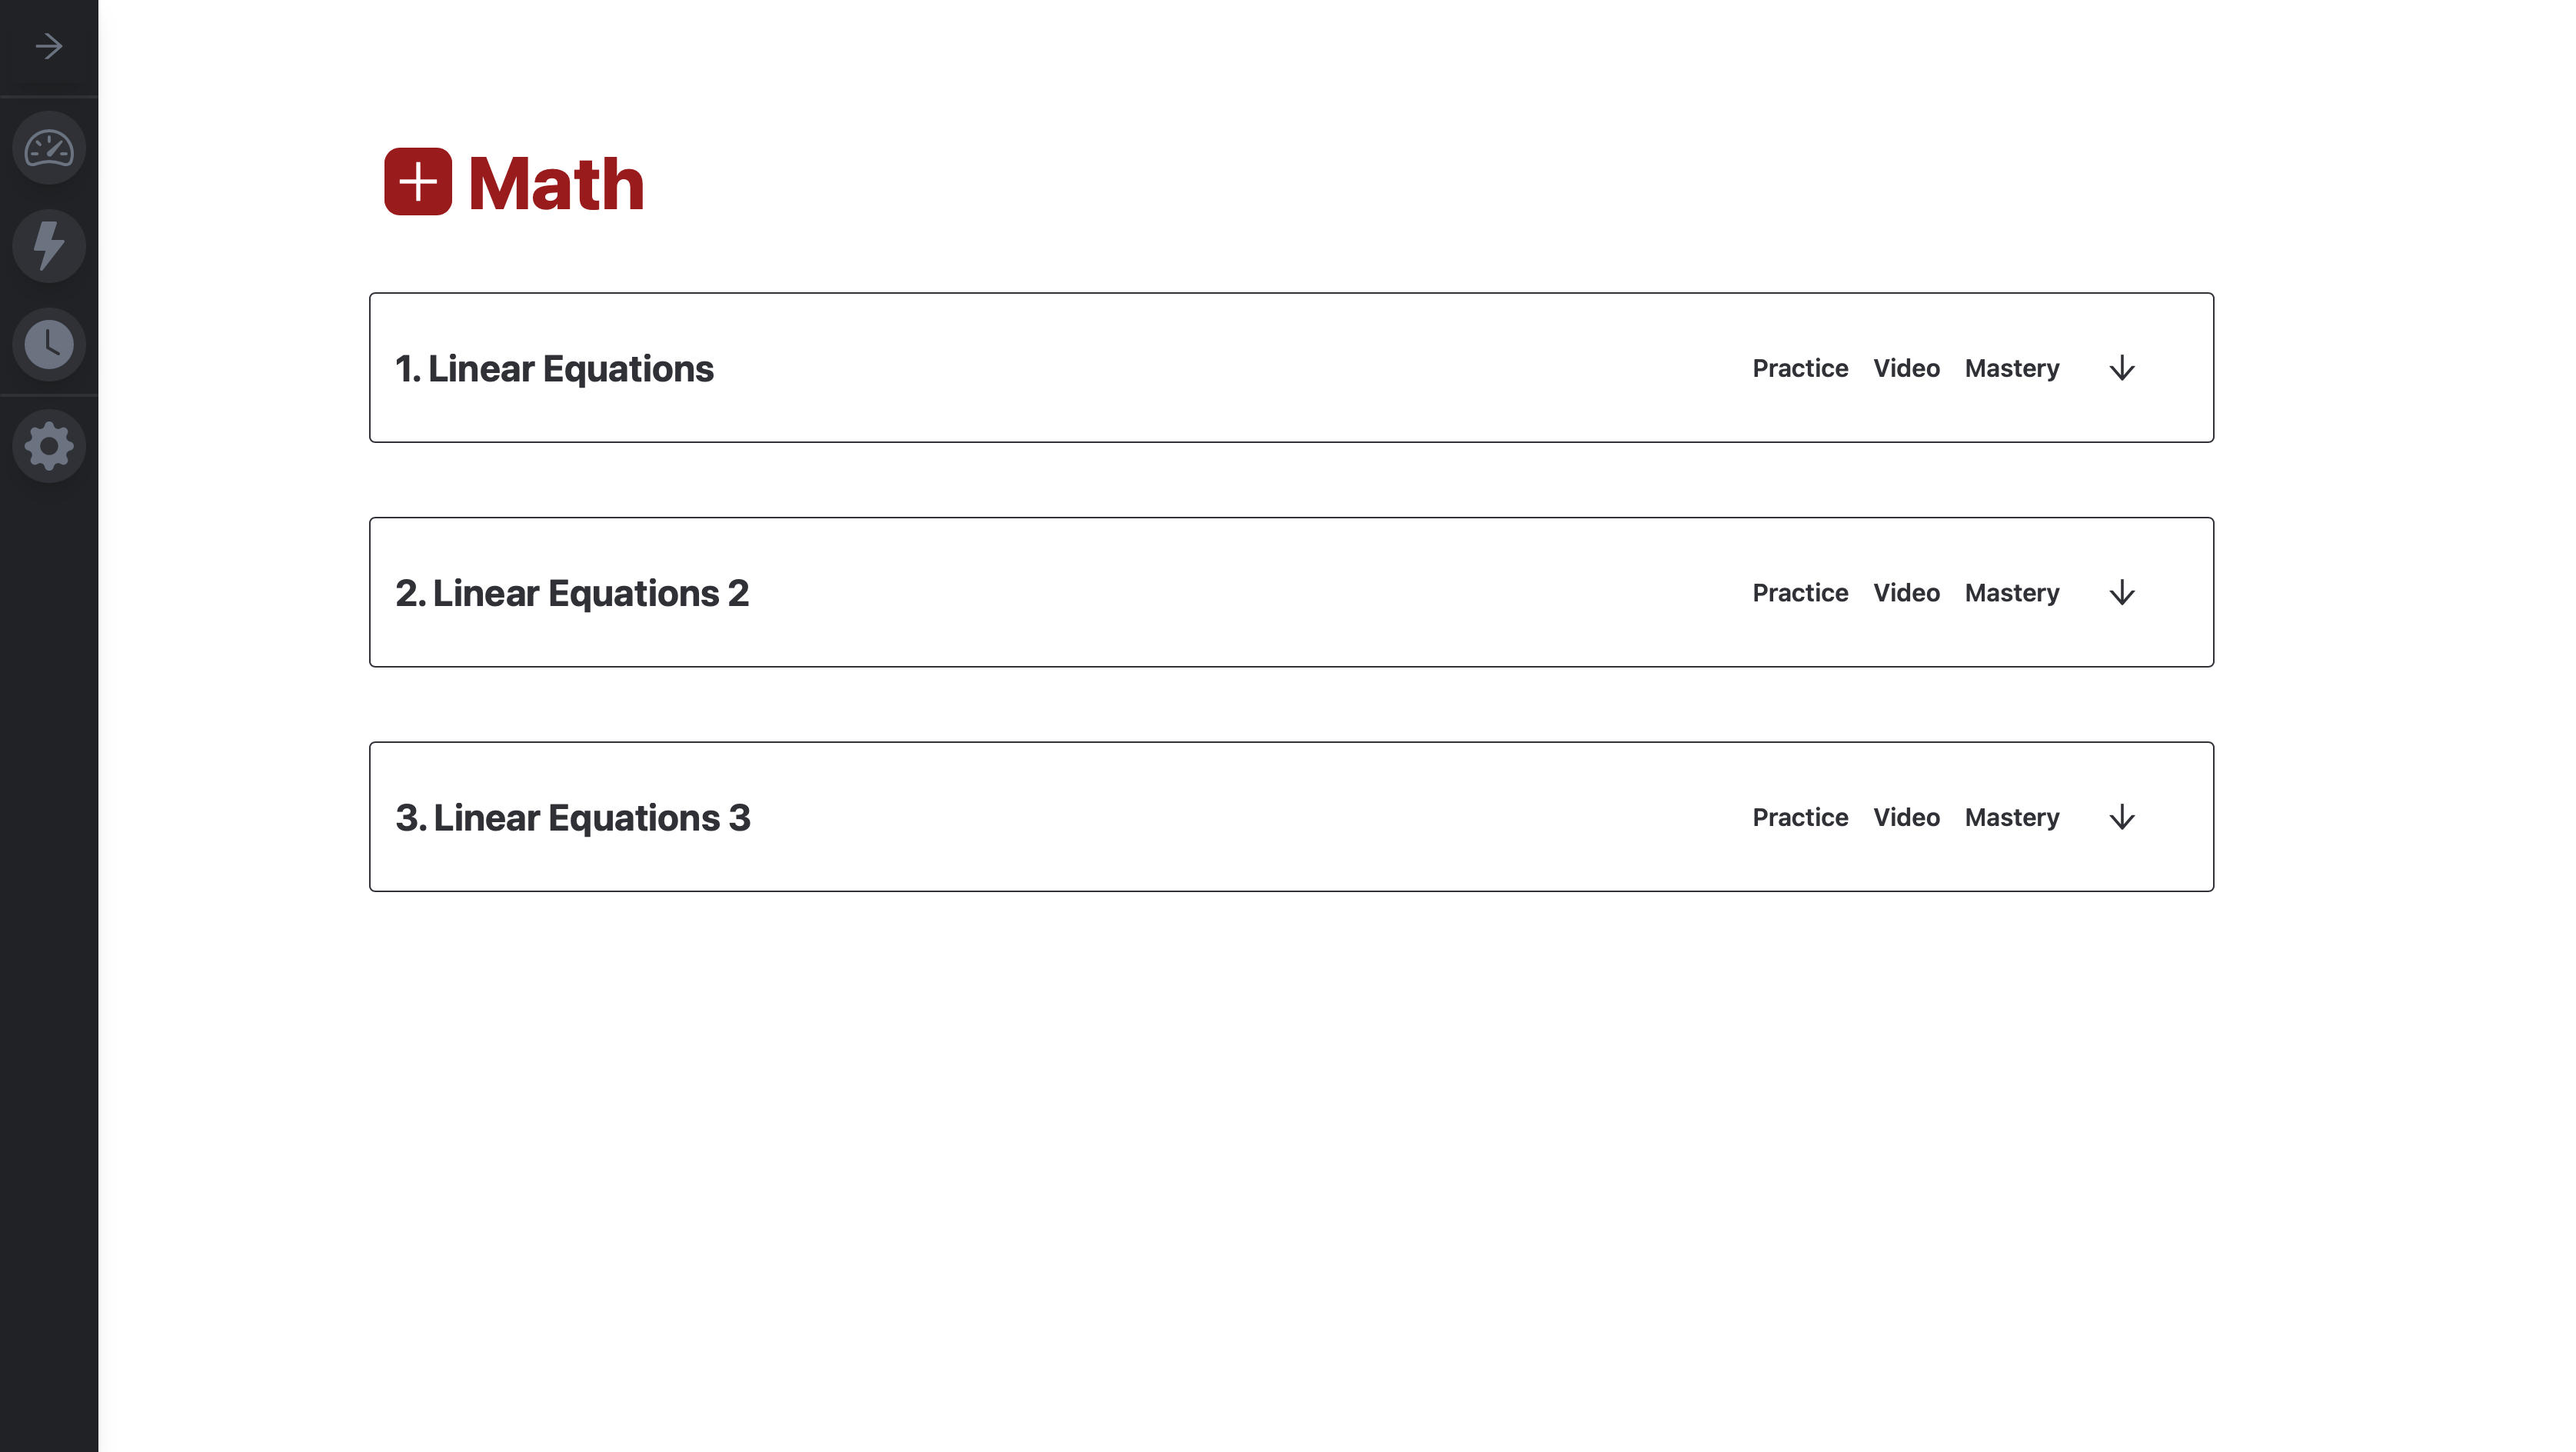 Math
1. Linear Equations Practice Video Mastery
2. Linear Equations 2 Practice Video Mastery
3. Linear Equations 3 Practice Video Mastery